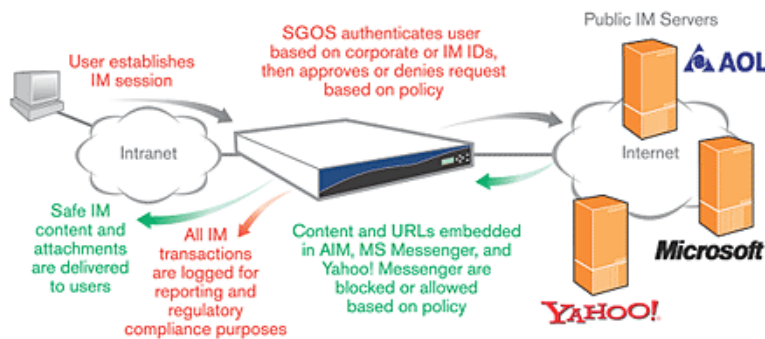 Public IM Servers
AOL
SGOS authenticates user
based on corporate or IM IDs,
then approves or denies request
based on policy
User establishes
IM session
Intranet
Internet
Safe IM
content and
attachments
are delivered
to users
All IM
transactions
are logged for
reporting and
regulatory
compliance purposes
Content and URLs embedded
in AIM, MS Messenger, and
Yahoo! Messenger are
blocked or allowed
based on policy
Microsoft
YAHOO!